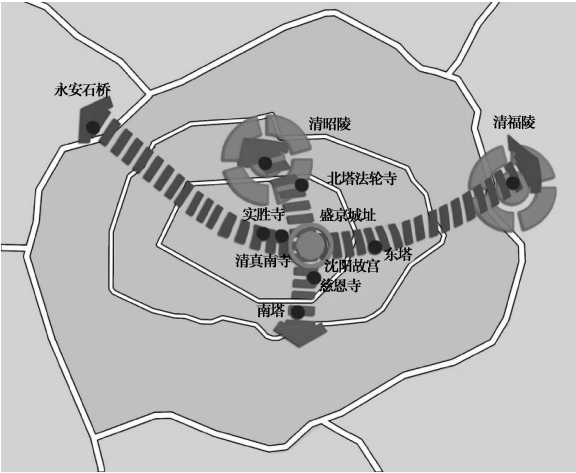 永安石桥
清昭陵
清福陵
北塔法轮寺
实胜寺
盛京城址
清真南寺
沈阳故宫
东塔
慈恩寺
南塔